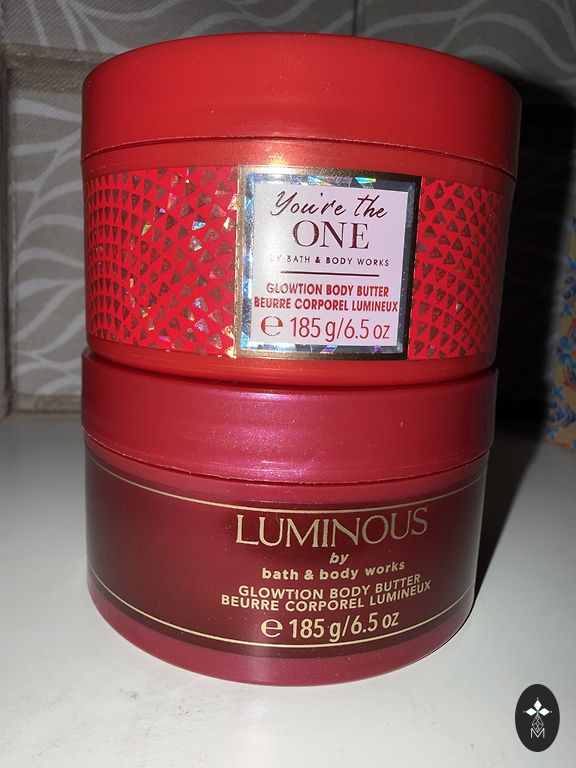 You're the
ONE
BY BATH & BODY WORKS
GLOWTION BODY BUTTER
BEURRE CORPOREL LUMINEUX
℮ 185 g/6.5 oz
LUMINOUS
by
bath & body works
GLOWTION BODY BUTTER
BEURRE CORPOREL LUMINEUX
℮ 185 g/6.5 oz
M